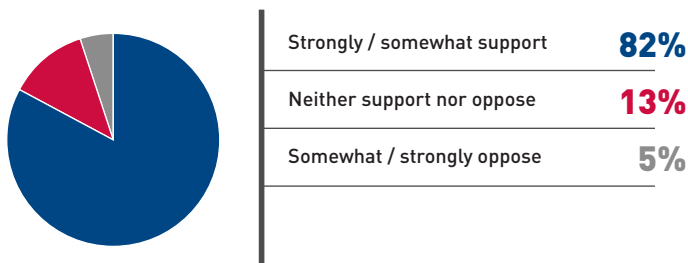 Strongly / somewhat support 82%
Neither support nor oppose 13%
Somewhat / strongly oppose 5%